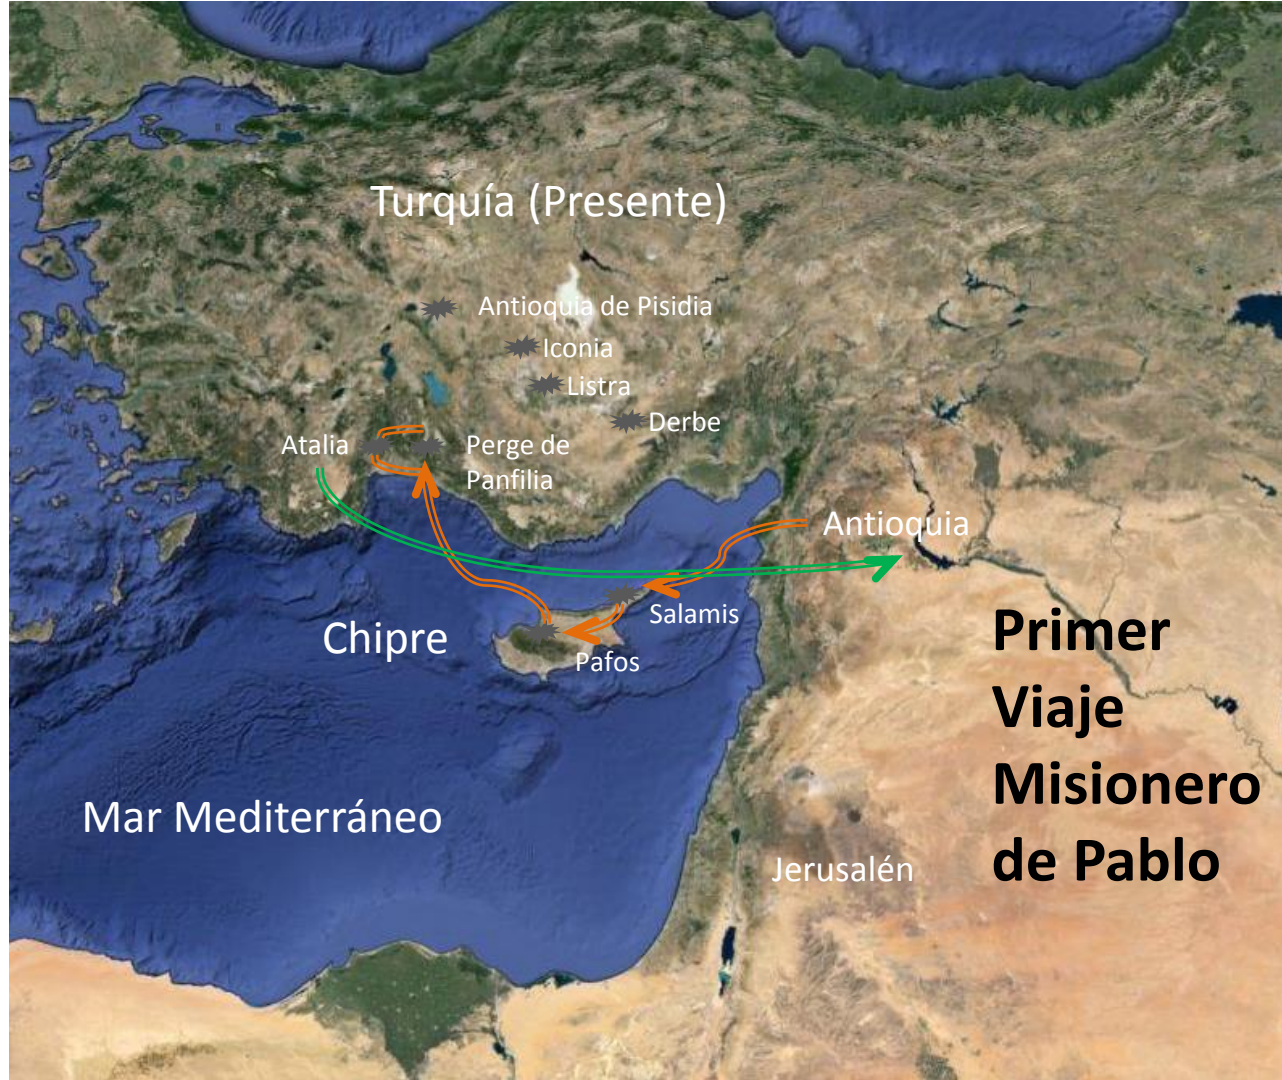 Turquía (Presente)
Antioquia de Pisidia
Iconia
Listra
Derbe
Atalia
Perge de
Panfilia
Antioquia
Salamis
Chipre
Pafos
Primer
Viaje
Misionero
de Pablo
Mar Mediterráneo
Jerusalén